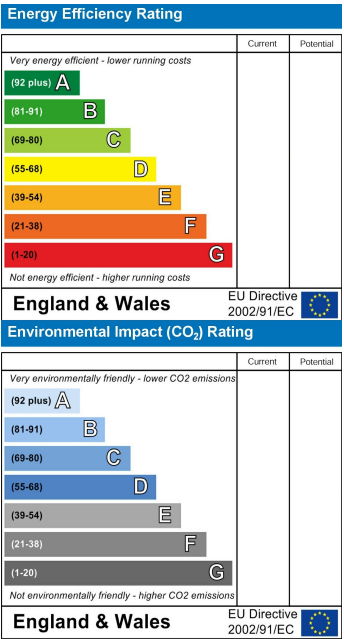 Energy Efficiency Rating
Current Potential
Very energy efficient - lower running costs
(92 plus) A
(81-91) B
(69-80) C
(55-68) D
(39-54) E
(21-38) F
(1-20) G
Not energy efficient - higher running costs
England & Wales
EU Directive
2002/91/EC
Environmental Impact (CO₂) Rating
Current Potential
Very environmentally friendly - lower CO2 emissions
(92 plus) A
(81-91) B
(69-80) C
(55-68) D
(39-54) E
(21-38) F
(1-20) G
Not environmentally friendly - higher CO2 emissions
England & Wales
EU Directive
2002/91/EC